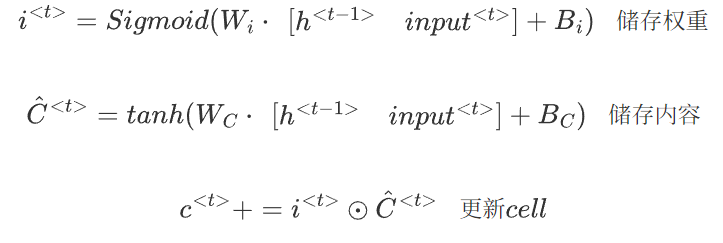 i^{<t>} = Sigmoid(W_i · [h^{<t-1>} input^{<t>}] + B_i) 储存权重
Ĉ^{<t>} = tanh(W_C · [h^{<t-1>} input^{<t>}] + B_C) 储存内容
c^{<t>} + = i^{<t>} ⊙ Ĉ^{<t>} 更新cell